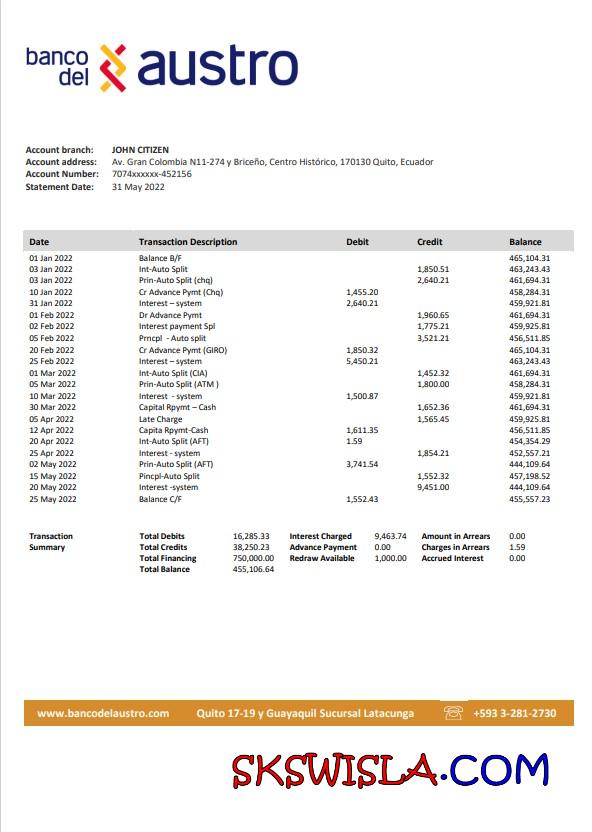 banco del austro
Account branch: JOHN CITIZEN
Account address: Av. Gran Colombia N11-274 y Briceño, Centro Histórico, 170130 Quito, Ecuador
Account Number: 7074xxxxxx-452156
Statement Date: 31 May 2022
Date Transaction Description Debit Credit Balance
01 Jan 2022 Balance B/F 465,104.31
03 Jan 2022 Int-Auto Split 1,850.51 463,243.43
03 Jan 2022 Prin-Auto Split (chq) 2,640.21 461,694.31
10 Jan 2022 Cr Advance Pymt (Chq) 1,455.20 458,284.31
31 Jan 2022 Interest – system 2,640.21 459,921.81
01 Feb 2022 Dr Advance Pymt 1,960.65 461,694.31
02 Feb 2022 Interest payment Spl 1,775.21 459,925.81
05 Feb 2022 Prncpl - Auto split 3,521.21 456,511.85
20 Feb 2022 Cr Advance Pymt (GIRO) 1,850.32 465,104.31
25 Feb 2022 Interest – system 5,450.21 463,243.43
01 Mar 2022 Int-Auto Split (CIA) 1,452.32 461,694.31
05 Mar 2022 Prin-Auto Split (ATM ) 1,800.00 458,284.31
10 Mar 2022 Interest - system 1,500.87 459,921.81
30 Mar 2022 Capital Rpymt – Cash 1,652.36 461,694.31
05 Apr 2022 Late Charge 1,565.45 459,925.81
12 Apr 2022 Capita Rpymt-Cash 1,611.35 456,511.85
20 Apr 2022 Int-Auto Split (AFT) 1.59 454,354.29
25 Apr 2022 Interest - system 1,854.21 452,557.21
02 May 2022 Prin-Auto Split (AFT) 3,741.54 444,109.64
15 May 2022 Pincpl-Auto Split 1,552.32 457,198.52
20 May 2022 Interest -system 9,451.00 444,109.64
25 May 2022 Balance C/F 1,552.43 455,557.23
Transaction Total Debits 16,285.33 Interest Charged 9,463.74 Amount in Arrears 0.00
Summary Total Credits 38,250.23 Advance Payment 0.00 Charges in Arrears 1.59
Total Financing 750,000.00 Redraw Available 1,000.00 Accrued Interest 0.00
Total Balance 455,106.64
www.bancodelaustro.com Quito 17-19 y Guayaquil Sucursal Latacunga +593 3-281-2730
SKSWISLA.COM